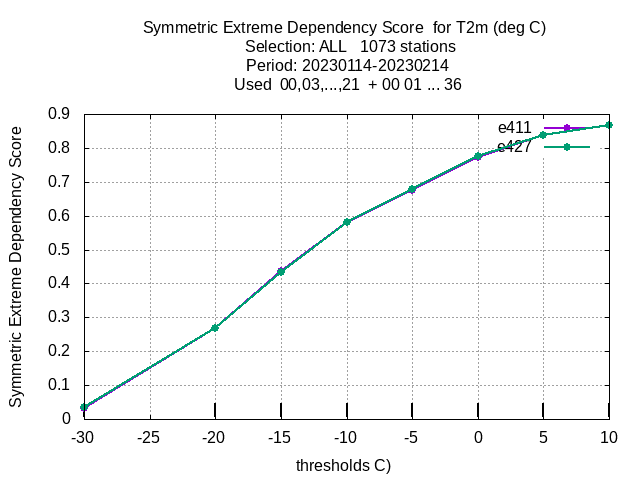 Symmetric Extreme Dependency Score for T2m (deg C)
Selection: ALL 1073 stations
Period: 20230114-20230214
Used 00,03,...,21 + 00 01 ... 36
Symmetric Extreme Dependency Score
0.9
0.8
0.7
0.6
0.5
0.4
0.3
0.2
0.1
0
e411
e427
-30 -25 -20 -15 -10 -5 0 5 10
thresholds C)